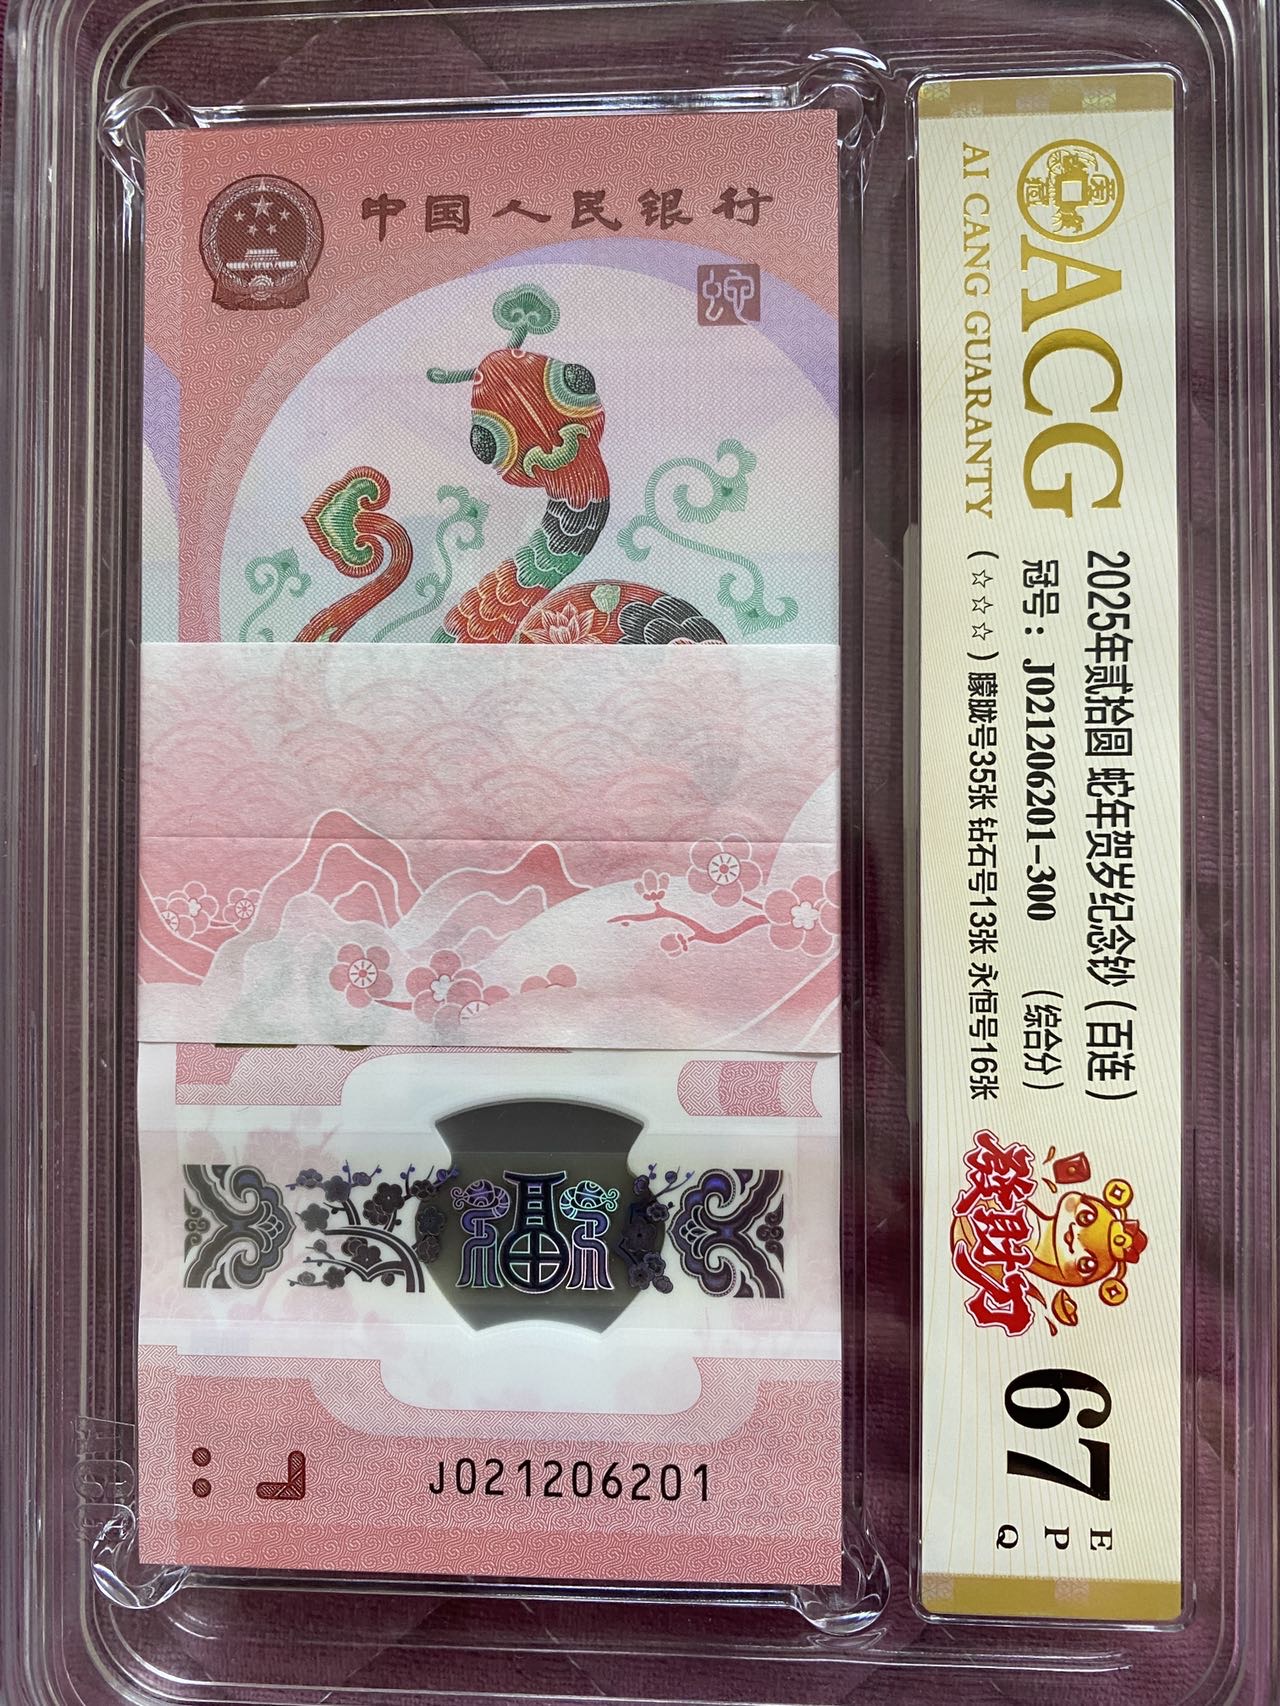 中国人民银行
蛇
J021206201
ACG
AI CANG GUARANTY
2025年贰拾圆 蛇年贺岁纪念钞（百连）
冠号：J021206201-300 （综合分）
（☆☆☆）朦胧号35张 钻石号13张 永恒号16张
發財了
67
E
P
Q